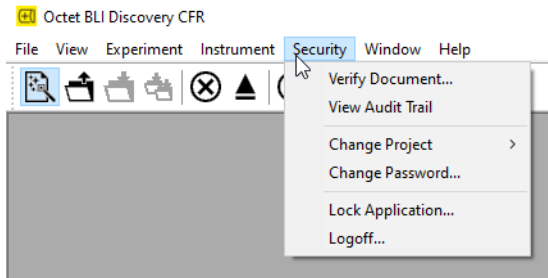 Octet BLI Discovery CFR
File View Experiment Instrument Security Window Help
Verify Document...
View Audit Trail
Change Project
Change Password...
Lock Application...
Logoff...